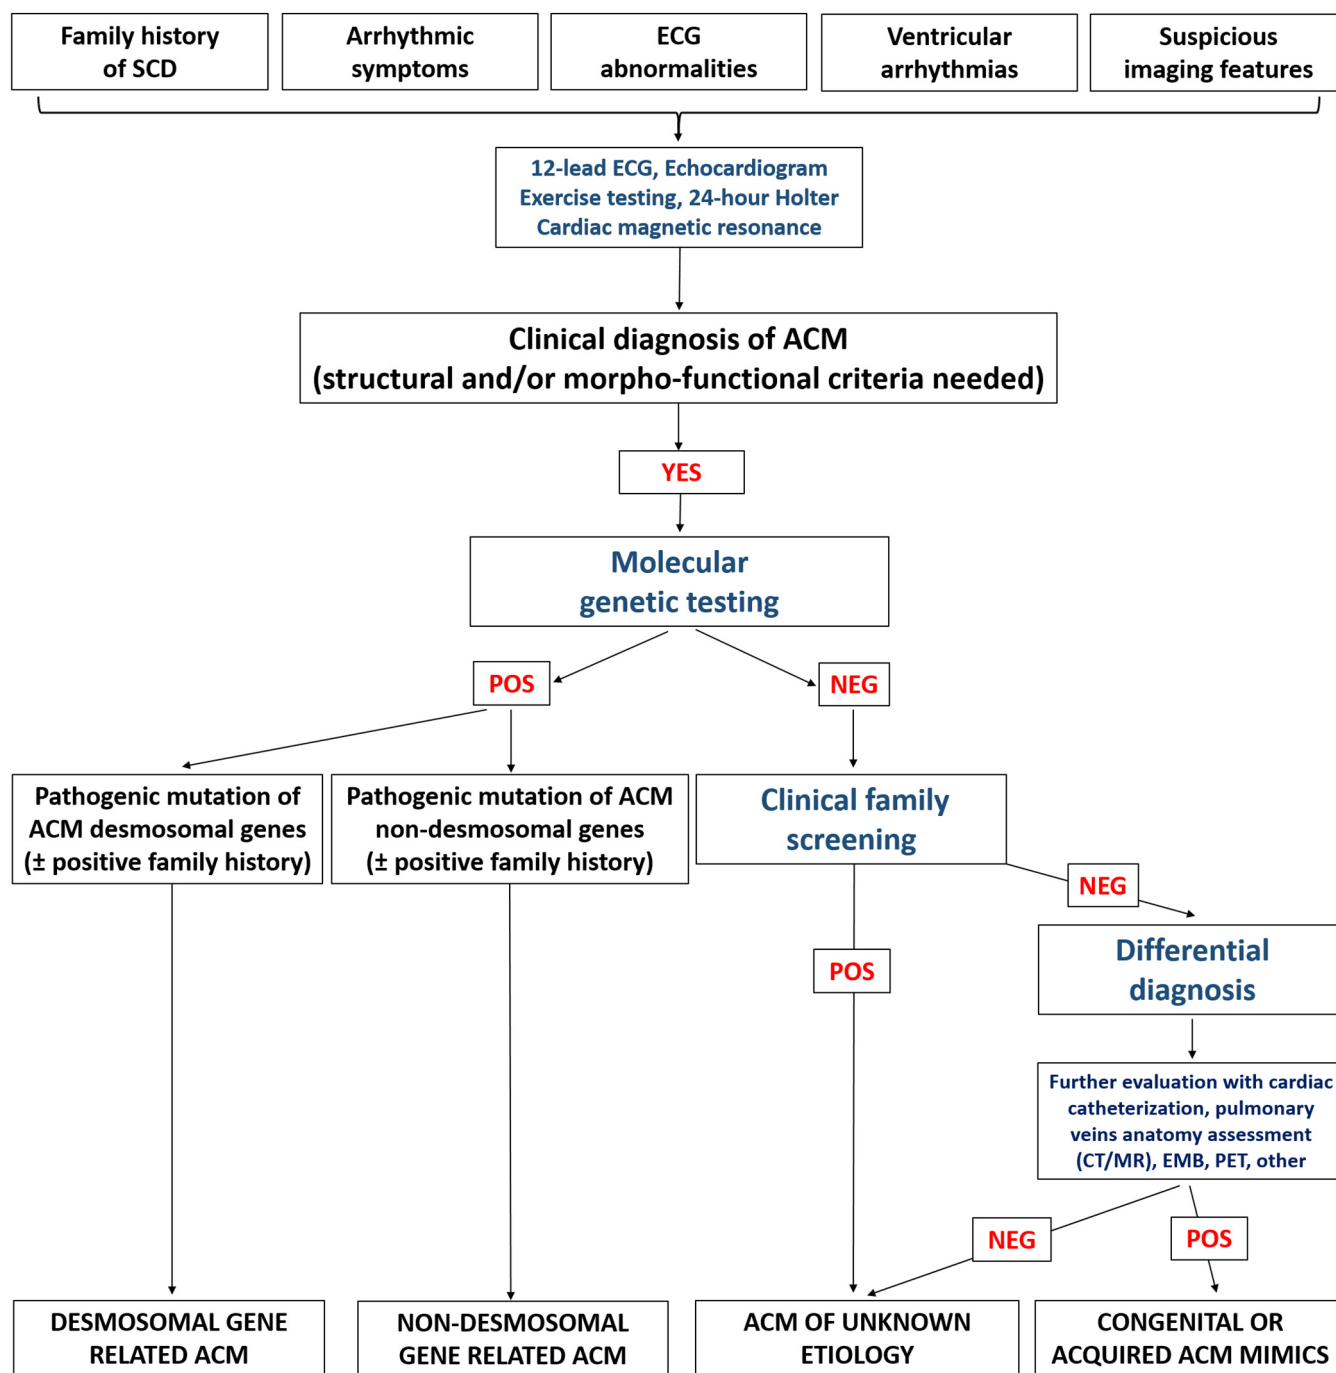 Family history
of SCD
Arrhythmic
symptoms
ECG
abnormalities
Ventricular
arrhythmias
Suspicious
imaging features
12-lead ECG, Echocardiogram
Exercise testing, 24-hour Holter
Cardiac magnetic resonance
Clinical diagnosis of ACM
(structural and/or morpho-functional criteria needed)
YES
Molecular
genetic testing
POS
NEG
Pathogenic mutation of
ACM desmosomal genes
(± positive family history)
Pathogenic mutation of ACM
non-desmosomal genes
(± positive family history)
Clinical family
screening
NEG
POS
Differential
diagnosis
Further evaluation with cardiac
catheterization, pulmonary
veins anatomy assessment
(CT/MR), EMB, PET, other
NEG
POS
DESMOSOMAL GENE
RELATED ACM
NON-DESMOSOMAL
GENE RELATED ACM
ACM OF UNKNOWN
ETIOLOGY
CONGENITAL OR
ACQUIRED ACM MIMICS